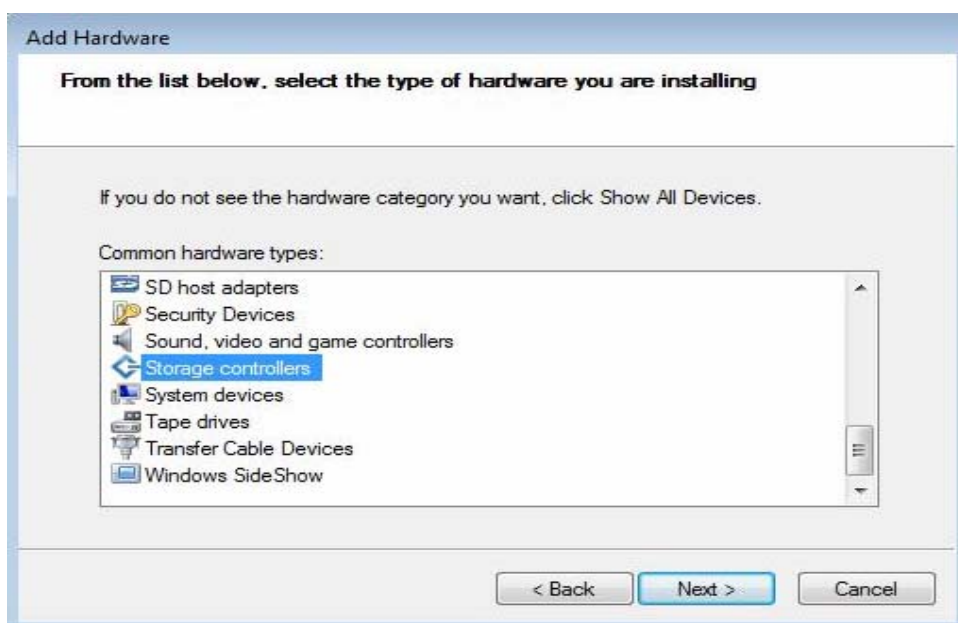 Add Hardware
From the list below, select the type of hardware you are installing
If you do not see the hardware category you want, click Show All Devices.
Common hardware types:
SD host adapters
Security Devices
Sound, video and game controllers
Storage controllers
System devices
Tape drives
Transfer Cable Devices
Windows SideShow
< Back Next > Cancel